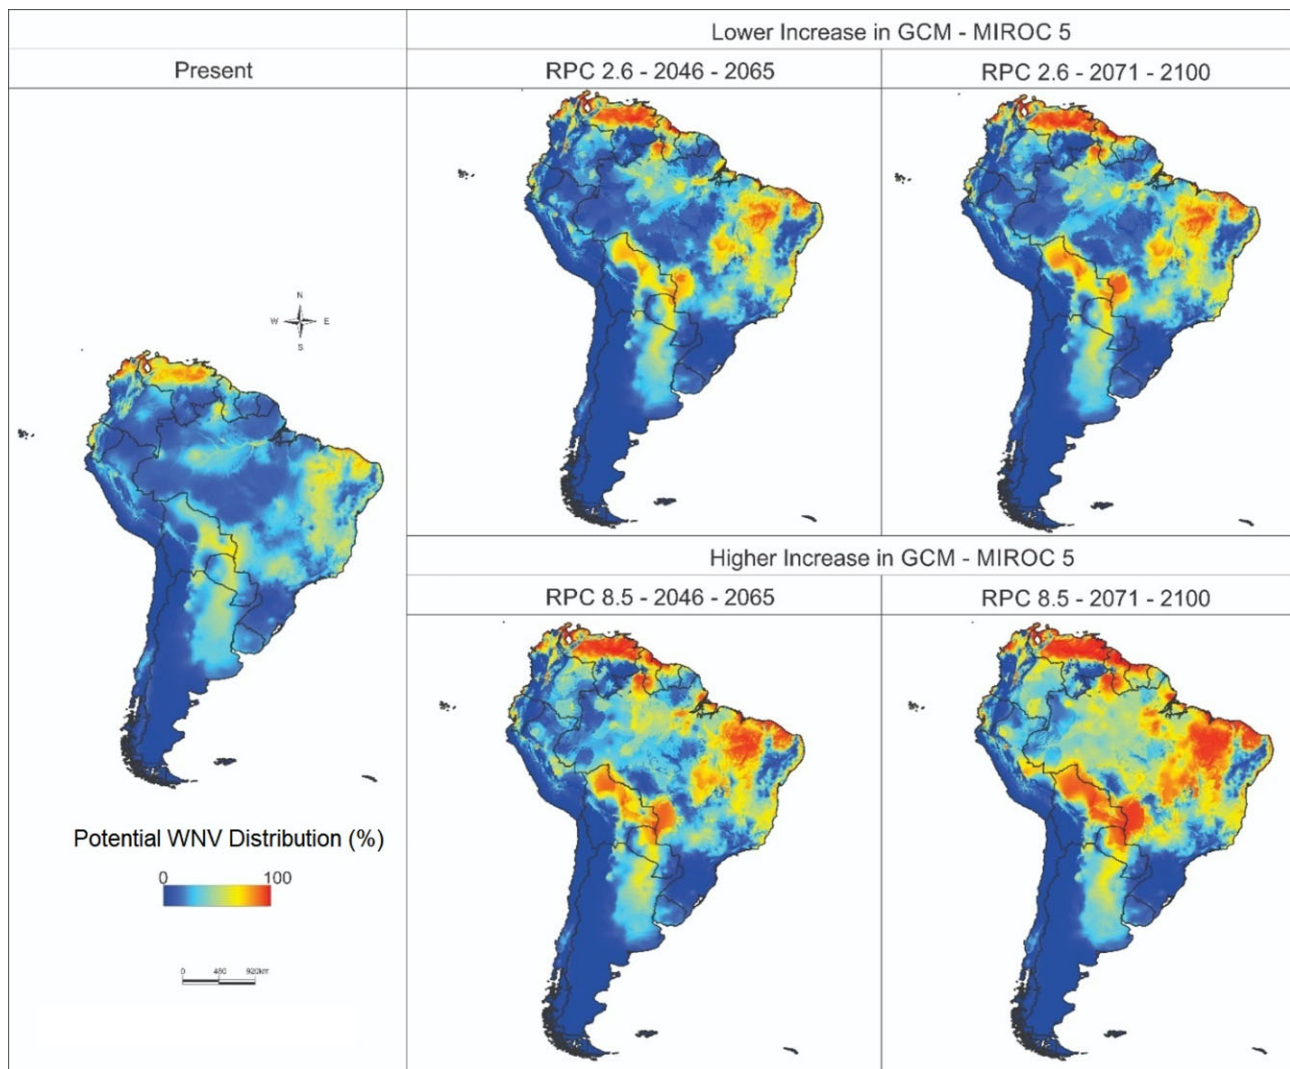 Lower Increase in GCM - MIROC 5
Present
RPC 2.6 - 2046 - 2065
RPC 2.6 - 2071 - 2100
N
W E
S
Higher Increase in GCM - MIROC 5
RPC 8.5 - 2046 - 2065
RPC 8.5 - 2071 - 2100
Potential WNV Distribution (%)
0 100
0 460 920km